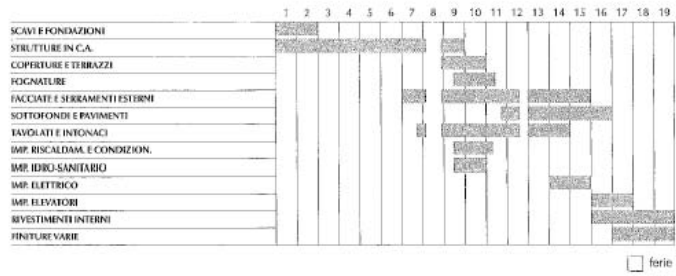 1 2 3 4 5 6 7 8 9 10 11 12 13 14 15 16 17 18 19
SCAVI E FONDAZIONI
STRUTTURE IN C.A.
COPERTURE E TERRAZZI
FOGNATURE
FACCIATE E SERRAMENTI ESTERNI
SOTTOFONDI E PAVIMENTI
TAVOLATI E INTONACI
IMP. RISCALDAM. E CONDIZION.
IMP. IDRO-SANITARIO
IMP. ELETTRICO
IMP. ELEVATORI
RIVESTIMENTI INTERNI
FINITURE VARIE
ferie